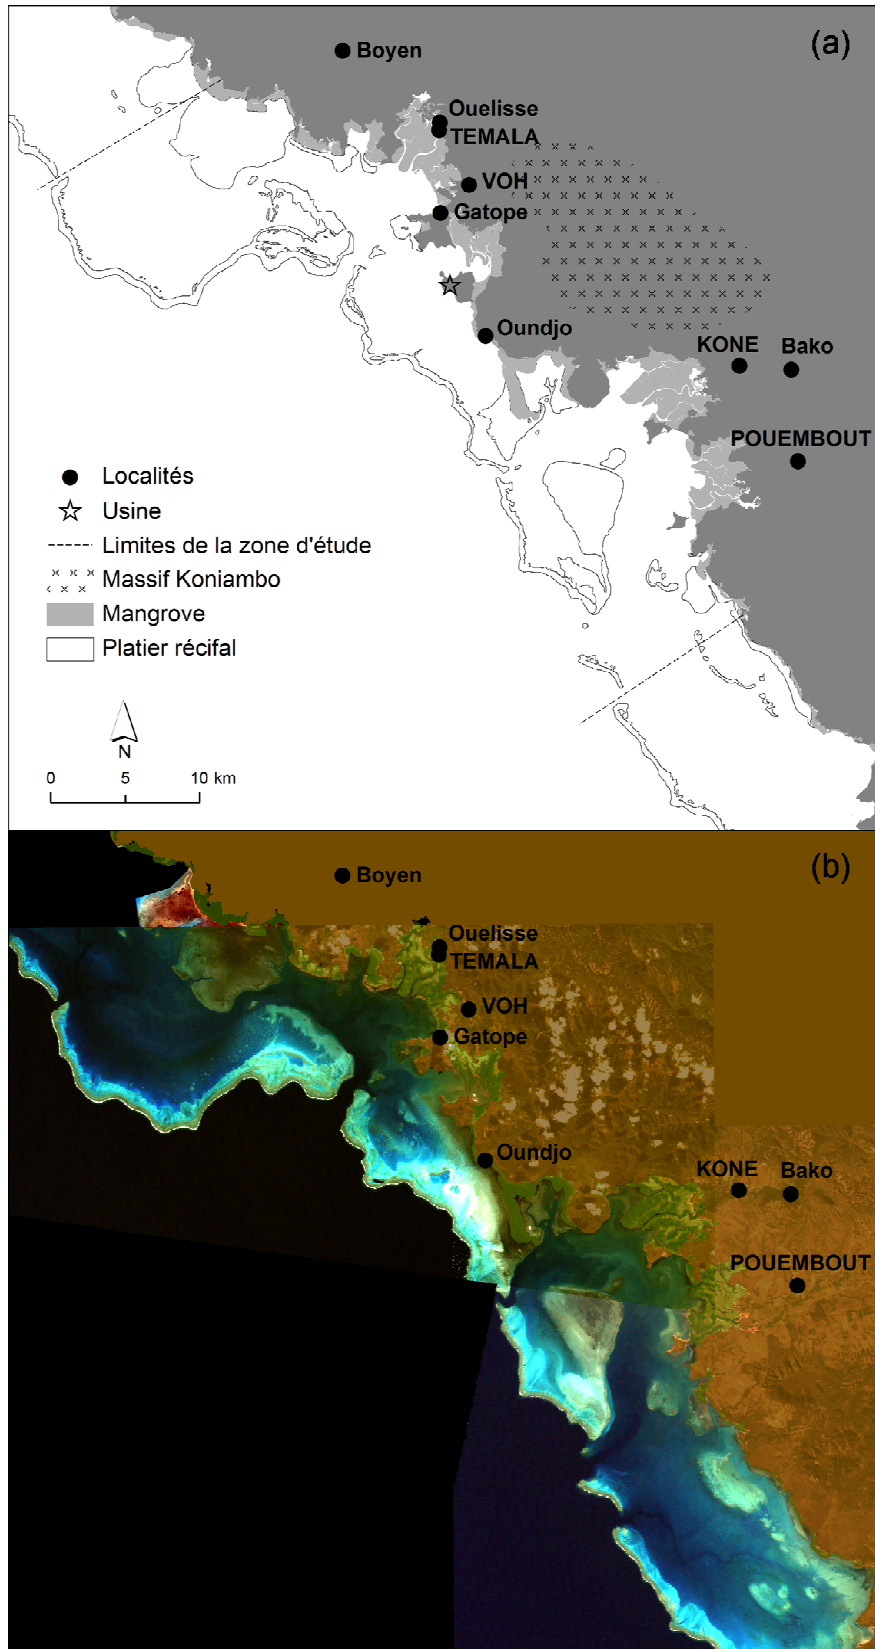 (a)
Boyen
Ouelisse
TEMALA
VOH
Gatope
Oundjo
KONE
Bako
POUEMBOUT
Localités
Usine
Limites de la zone d'étude
Massif Koniambo
Mangrove
Platier récifal
N
0 5 10 km
(b)
Boyen
Ouelisse
TEMALA
VOH
Gatope
Oundjo
KONE
Bako
POUEMBOUT